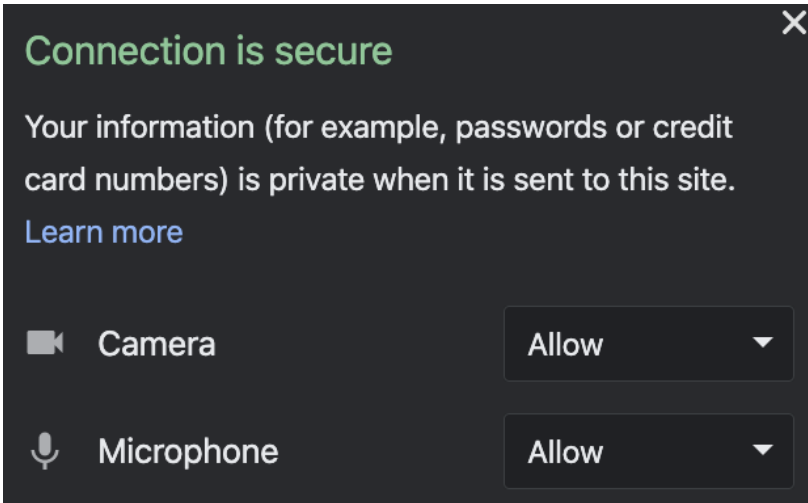 Connection is secure
Your information (for example, passwords or credit
card numbers) is private when it is sent to this site.
Learn more
Camera Allow
Microphone Allow